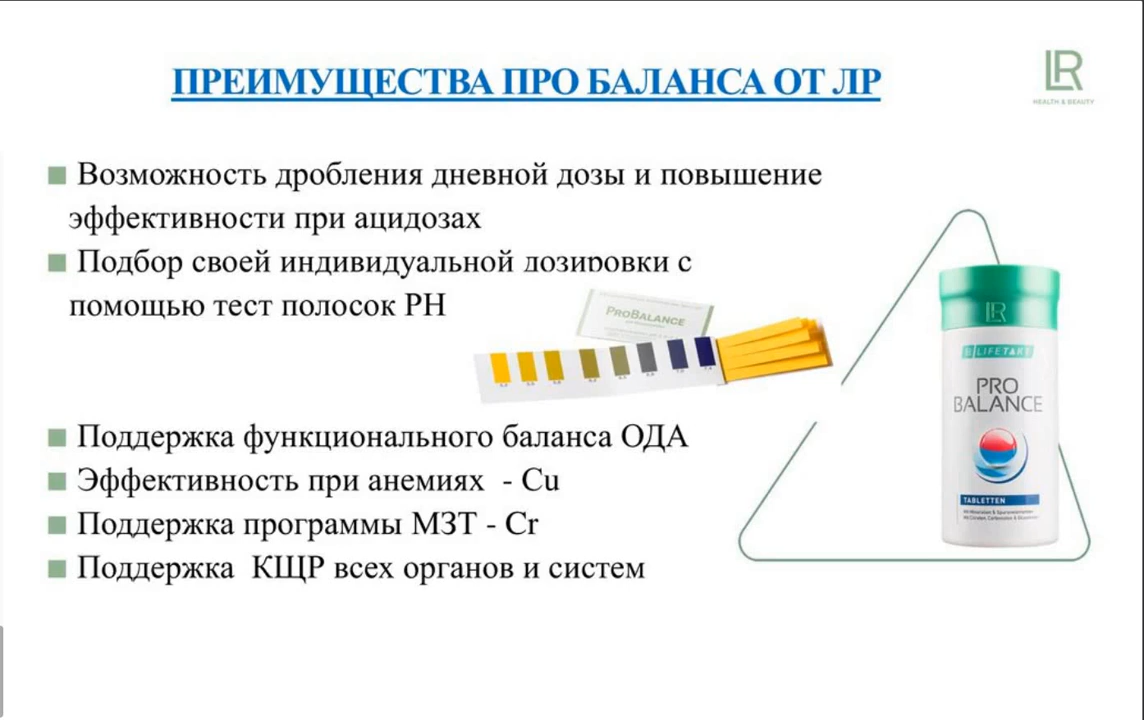 ПРЕИМУЩЕСТВА ПРО БАЛАНСА ОТ ЛР
LR
HEALTH & BEAUTY
Возможность дробления дневной дозы и повышение
эффективности при ацидозах
Подбор своей индивидуальной дозировки с
помощью тест полосок РН
PROBALANCE
Поддержка функционального баланса ОДА
Эффективность при анемиях - Cu
Поддержка программы МЗТ - Cr
Поддержка КЩР всех органов и систем
LR
LR LIFETAKT
PRO
BALANCE
TABLETTEN